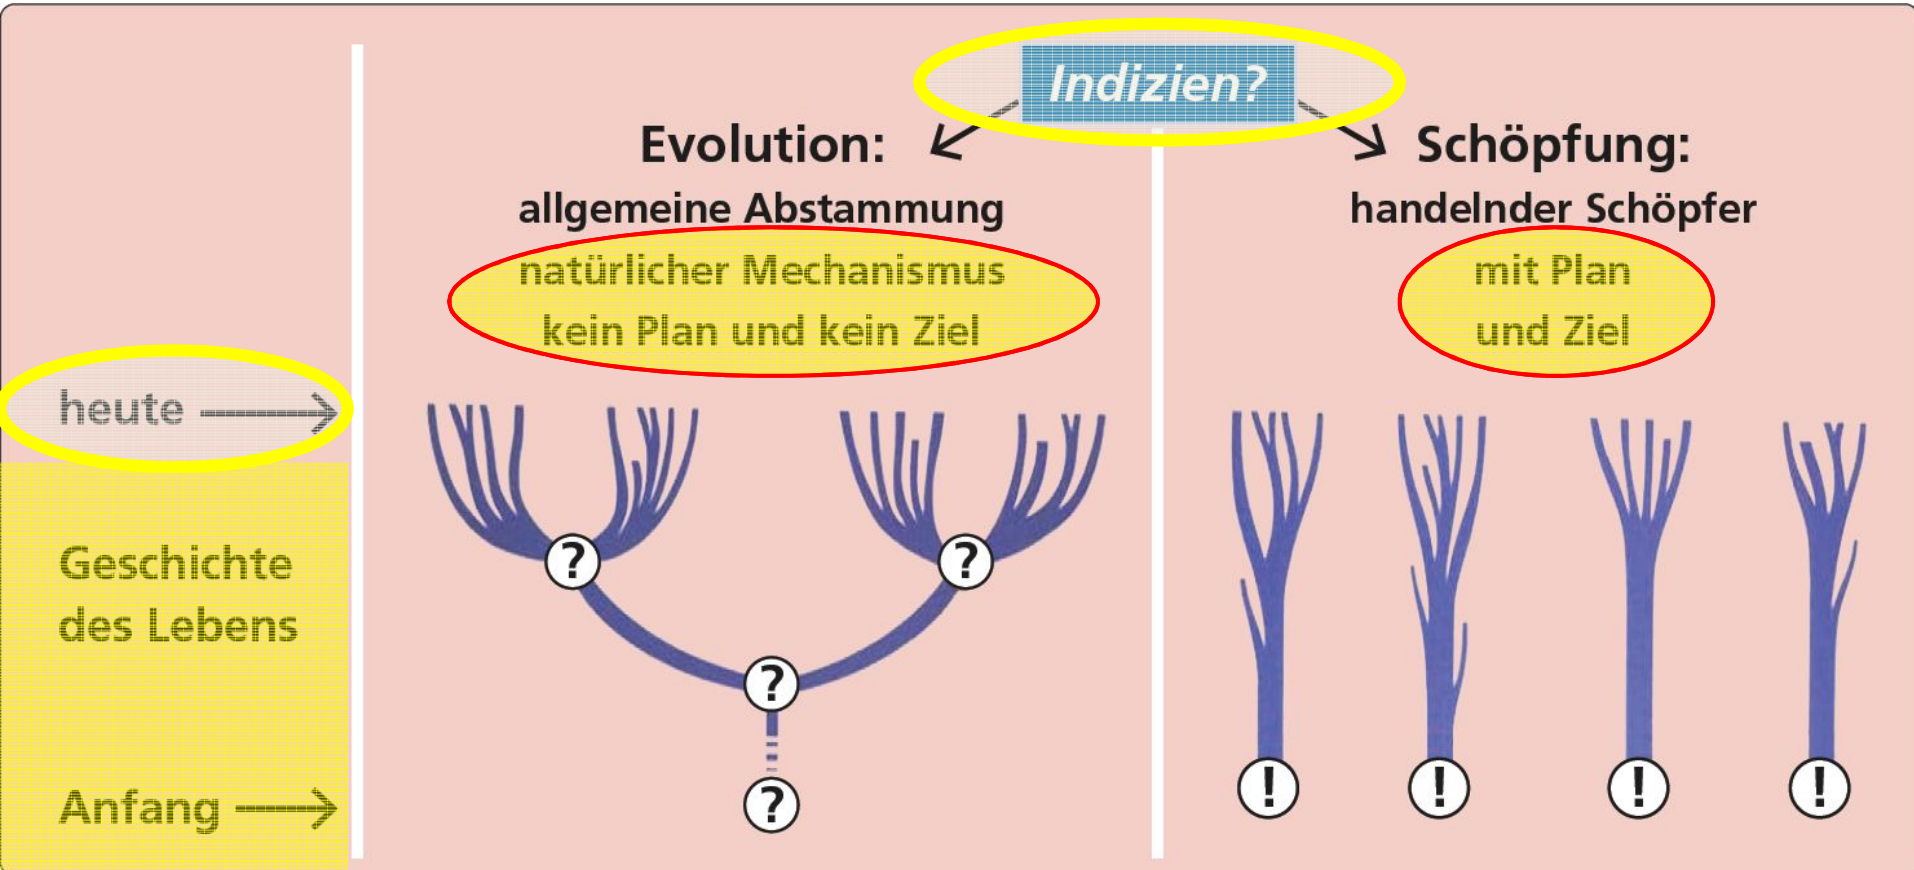 Indizien?
Evolution:
allgemeine Abstammung
natürlicher Mechanismus
kein Plan und kein Ziel
Schöpfung:
handelnder Schöpfer
mit Plan
und Ziel
heute
Geschichte
des Lebens
Anfang
?
?
?
?
!
!
!
!